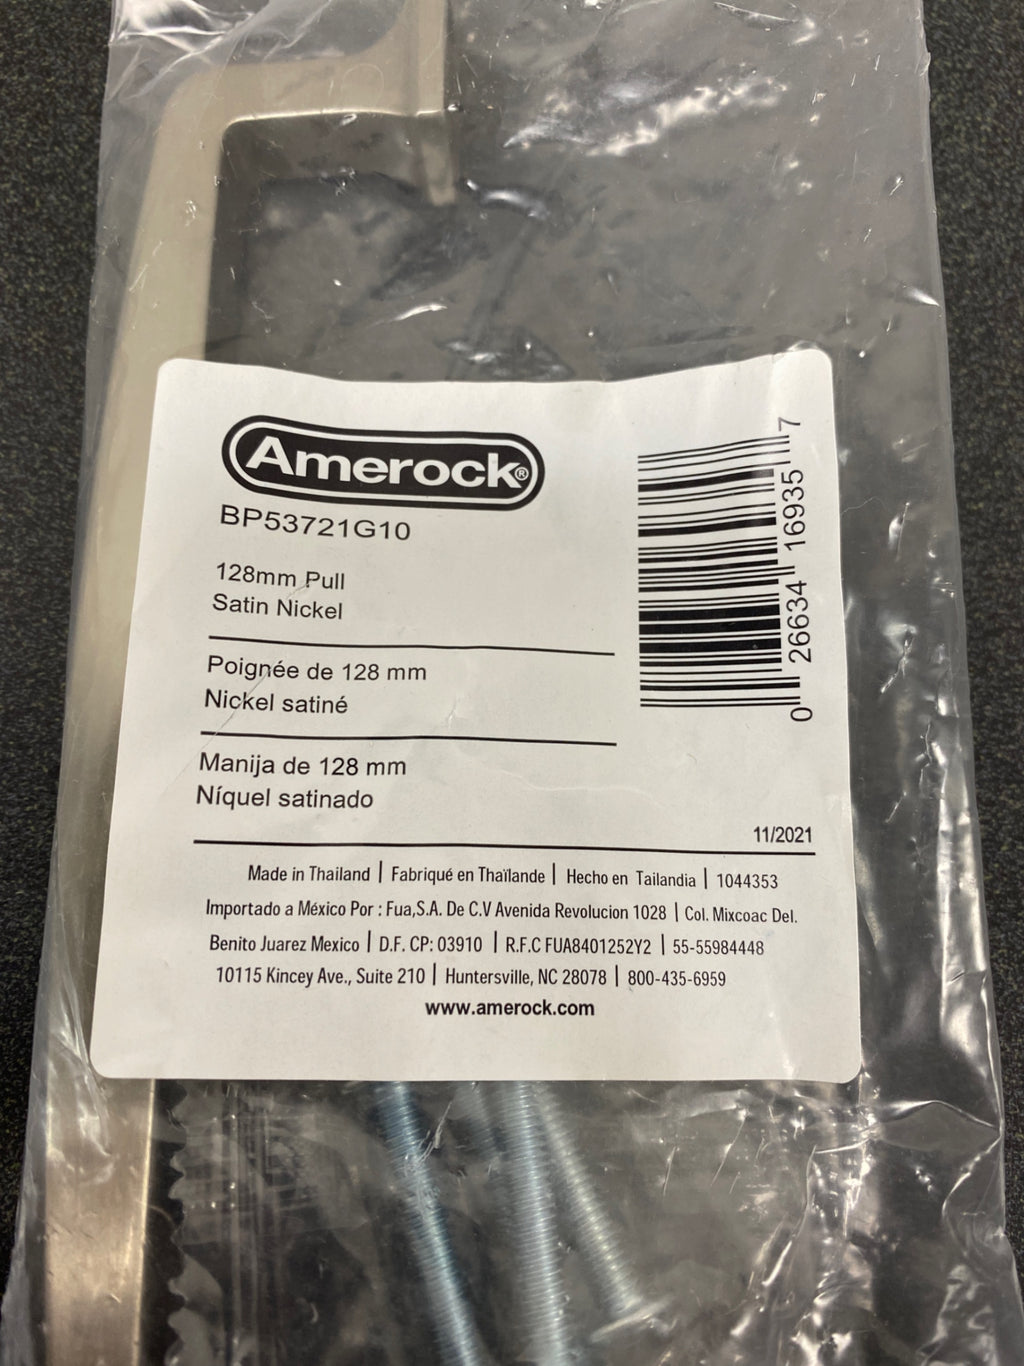 Amerock®
BP53721G10
128mm Pull
Satin Nickel
Poignée de 128 mm
Nickel satiné
Manija de 128 mm
Níquel satinado
0 26634 16935 7
11/2021
Made in Thailand | Fabriqué en Thaïlande | Hecho en Tailandia | 1044353
Importado a México Por : Fua,S.A. De C.V Avenida Revolucion 1028 | Col. Mixcoac Del.
Benito Juarez Mexico | D.F. CP: 03910 | R.F.C FUA8401252Y2 | 55-55984448
10115 Kincey Ave., Suite 210 | Huntersville, NC 28078 | 800-435-6959
www.amerock.com